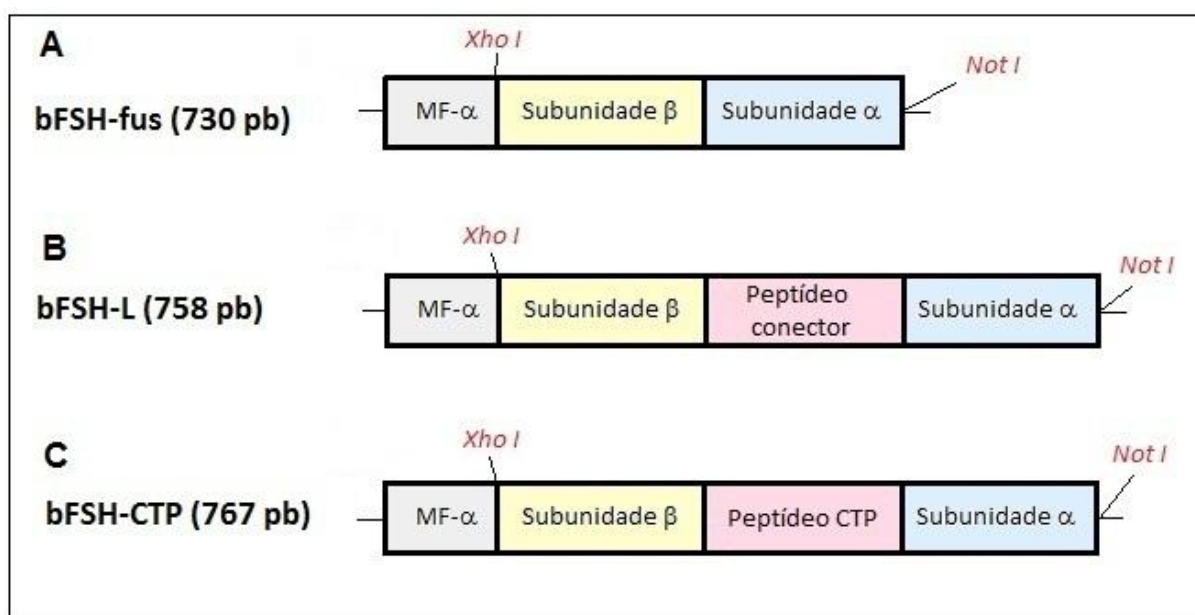 A
Xho I
Not I
bFSH-fus (730 pb)
MF-α
Subunidade β
Subunidade α
B
Xho I
Not I
bFSH-L (758 pb)
MF-α
Subunidade β
Peptídeo
conector
Subunidade α
C
Xho I
Not I
bFSH-CTP (767 pb)
MF-α
Subunidade β
Peptídeo CTP
Subunidade α